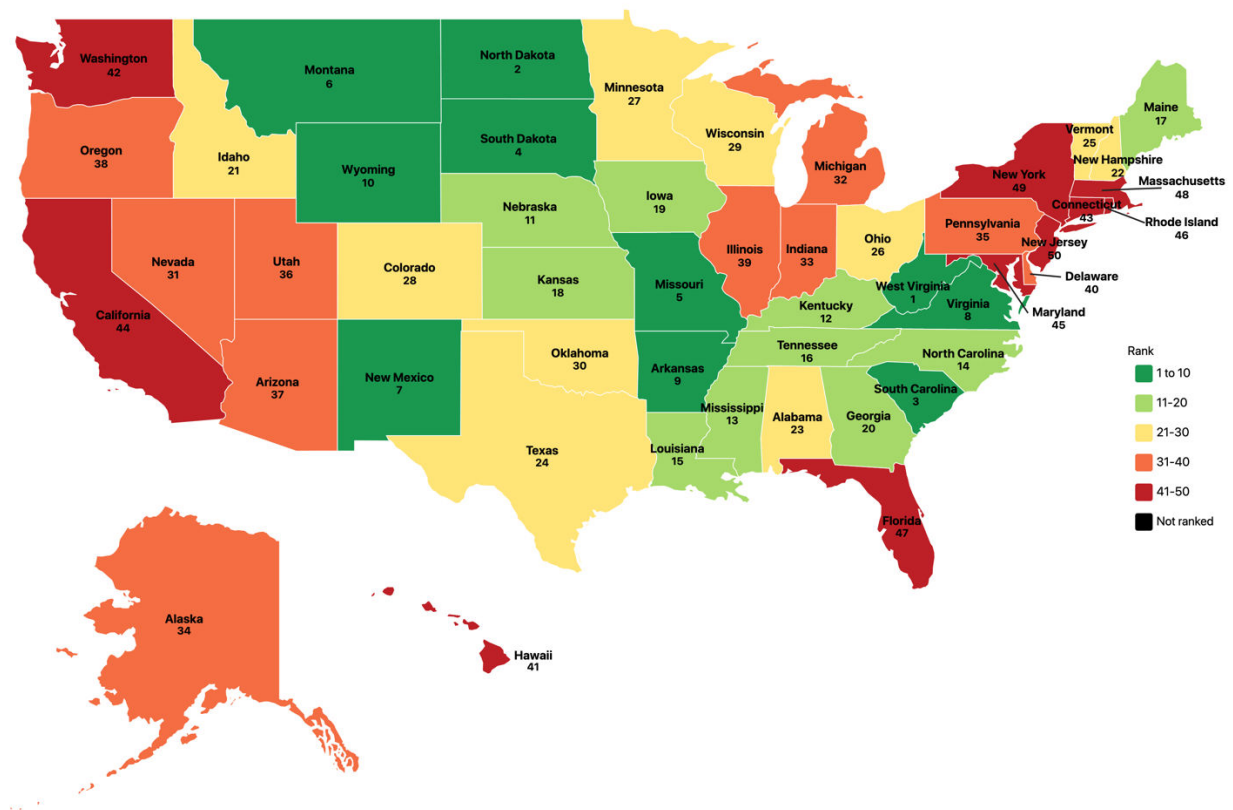 Washington
42
Montana
6
North Dakota
2
Minnesota
27
Oregon
38
Idaho
21
Wyoming
10
South Dakota
4
Wisconsin
29
Michigan
32
Vermont
25
Maine
17
New Hampshire
22
New York
49
Massachusetts
48
Connecticut
43
Rhode Island
46
Nebraska
11
Iowa
19
Pennsylvania
35
New Jersey
50
Nevada
31
Utah
36
Colorado
28
Kansas
18
Missouri
5
Illinois
39
Indiana
33
Ohio
26
Delaware
40
West Virginia
1
Virginia
8
Maryland
45
California
44
Kentucky
12
Arizona
37
New Mexico
7
Oklahoma
30
Arkansas
9
Tennessee
16
North Carolina
14
South Carolina
3
Mississippi
13
Alabama
23
Georgia
20
Texas
24
Louisiana
15
Florida
47
Rank
1 to 10
11-20
21-30
31-40
41-50
Not ranked
Alaska
34
Hawaii
41